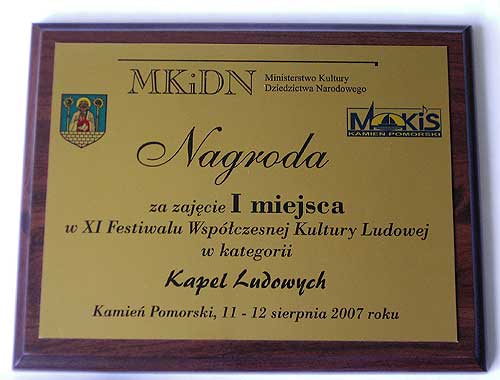 MKiDN
Ministerstwo Kultury
Dziedzictwa Narodowego
MOKiS
KAMIEŃ POMORSKI
Nagroda
za zajęcie I miejsca
w XI Festiwalu Współczesnej Kultury Ludowej
w kategorii
Kapel Ludowych
Kamień Pomorski, 11 - 12 sierpnia 2007 roku